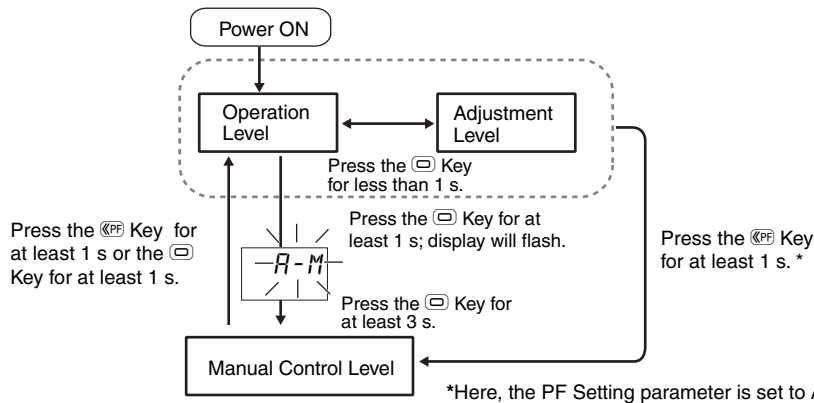 Power ON
Operation
Level
Adjustment
Level
Press the Key
for less than 1 s.
Press the PF Key for
at least 1 s or the
Key for at least 1 s.
Press the Key for at
least 1 s; display will flash.
A-M
Press the Key for
at least 3 s.
Press the PF Key
for at least 1 s. *
Manual Control Level
*Here, the PF Setting parameter is set to